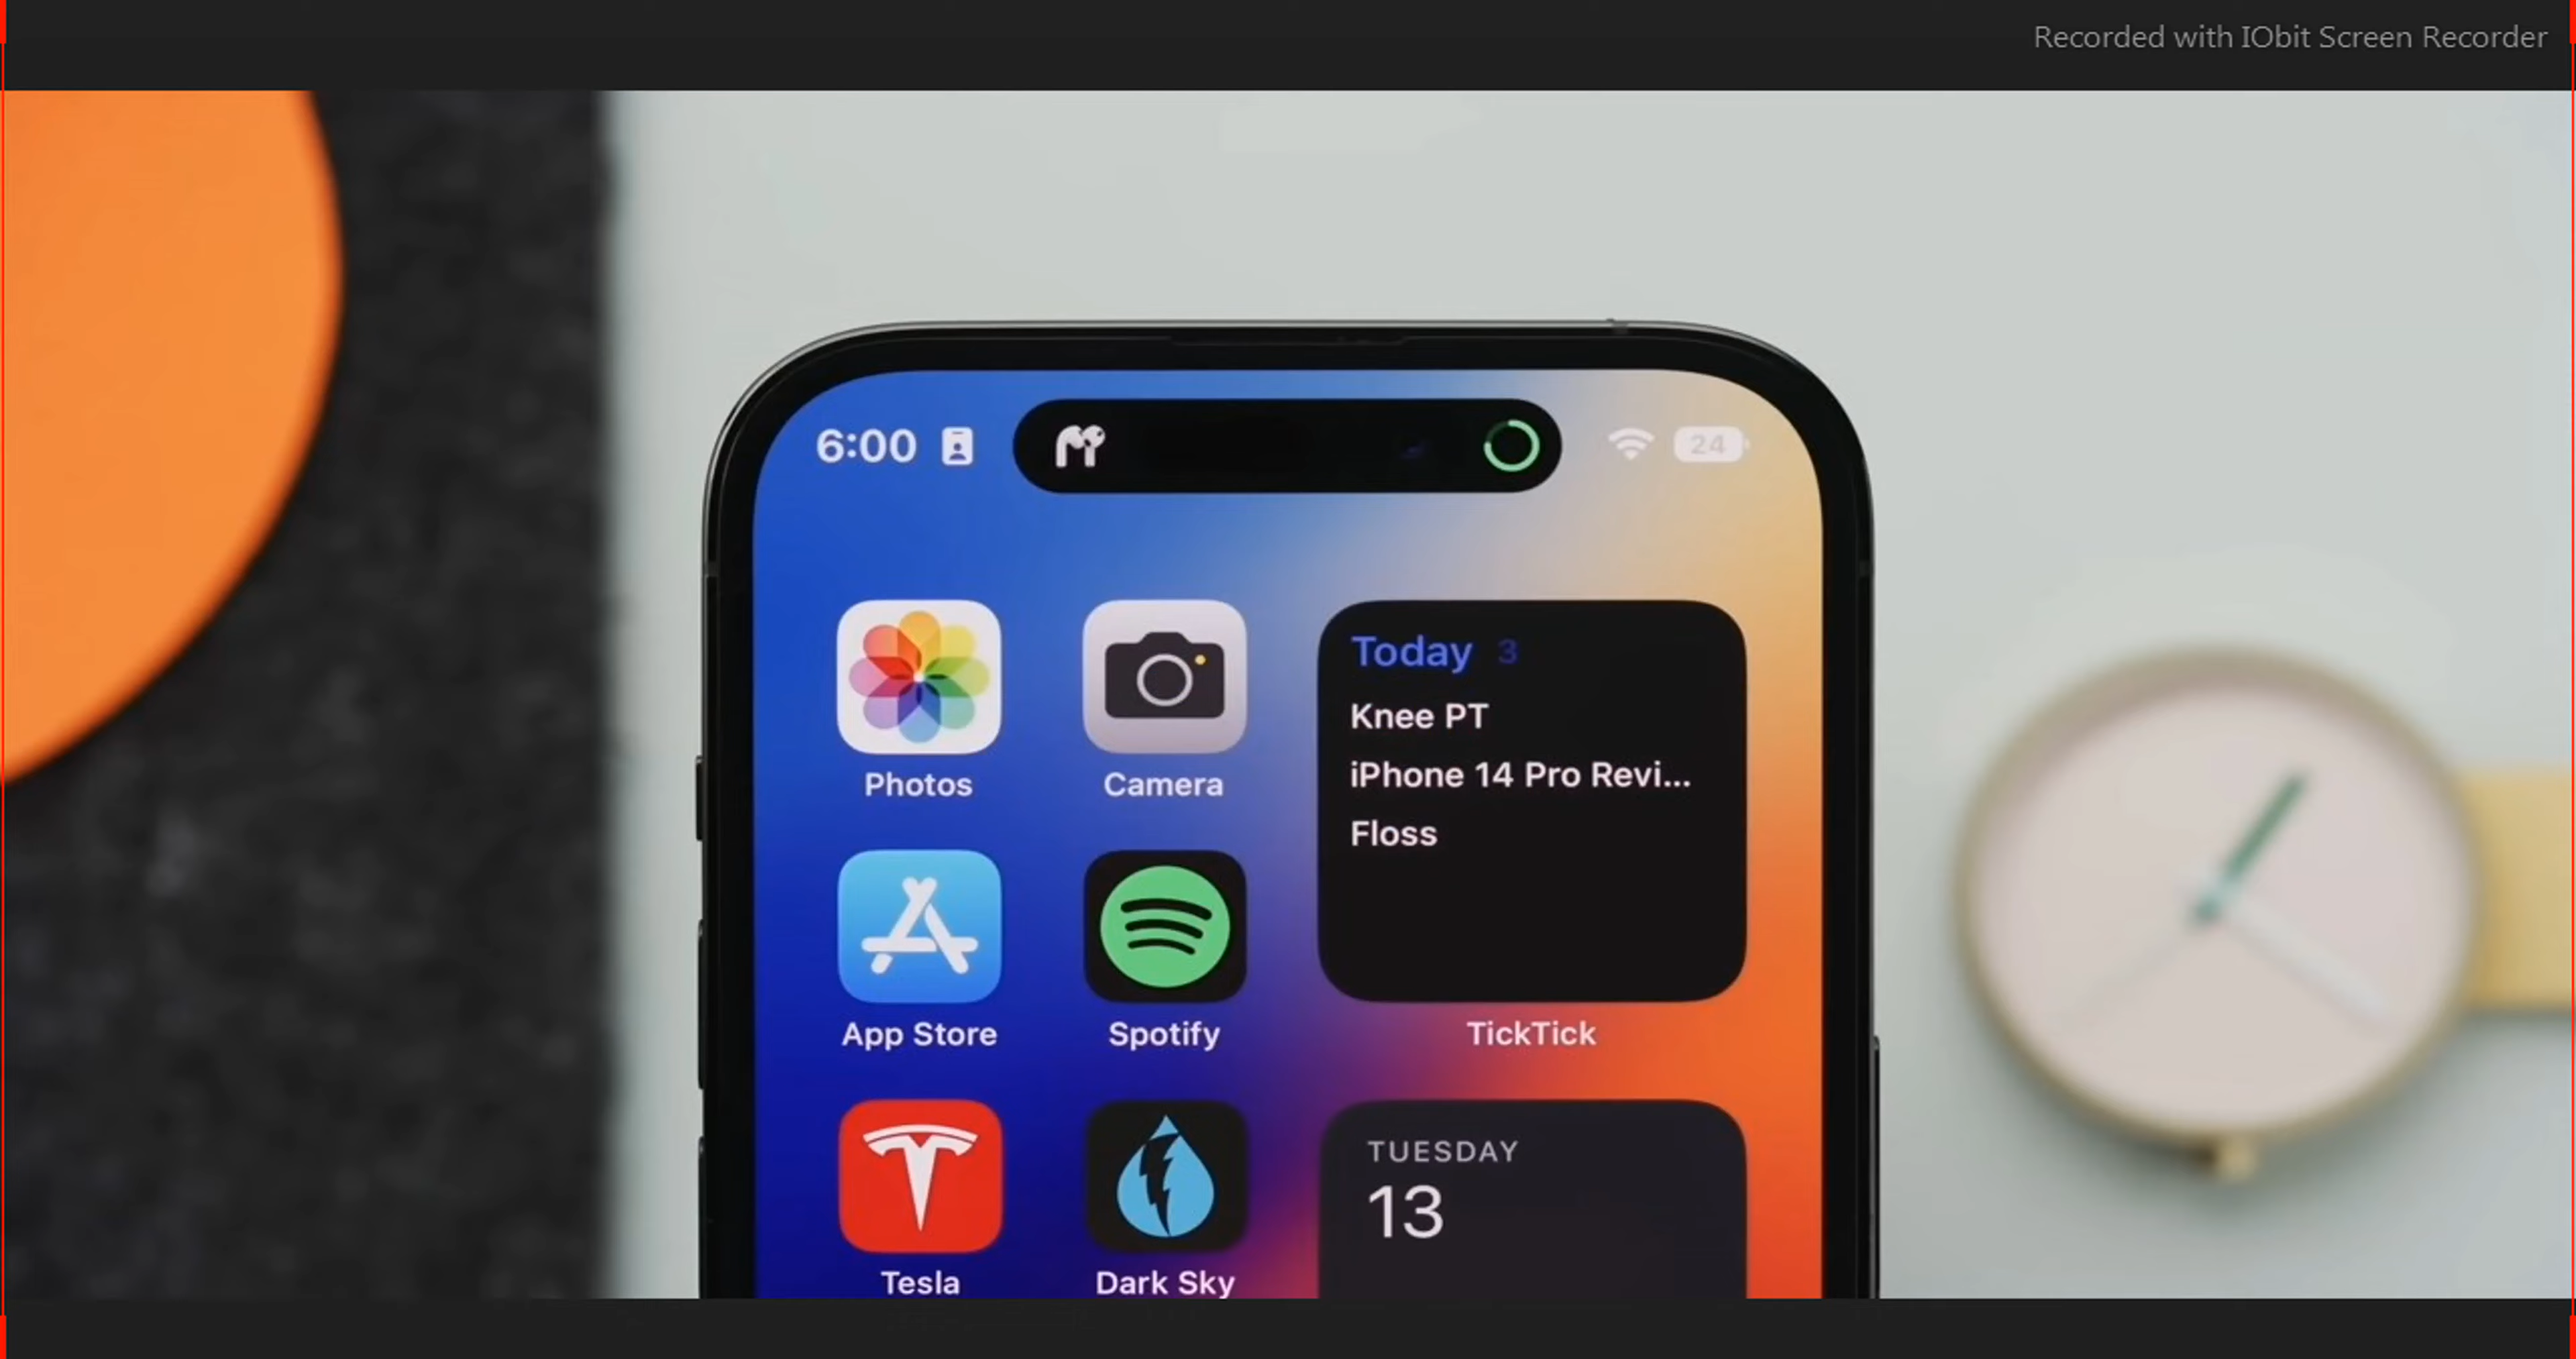 Recorded with IObit Screen Recorder
6:00
24
Today 3
Knee PT
iPhone 14 Pro Revi...
Floss
Photos
Camera
App Store
Spotify
TickTick
TUESDAY
13
Tesla
Dark Sky